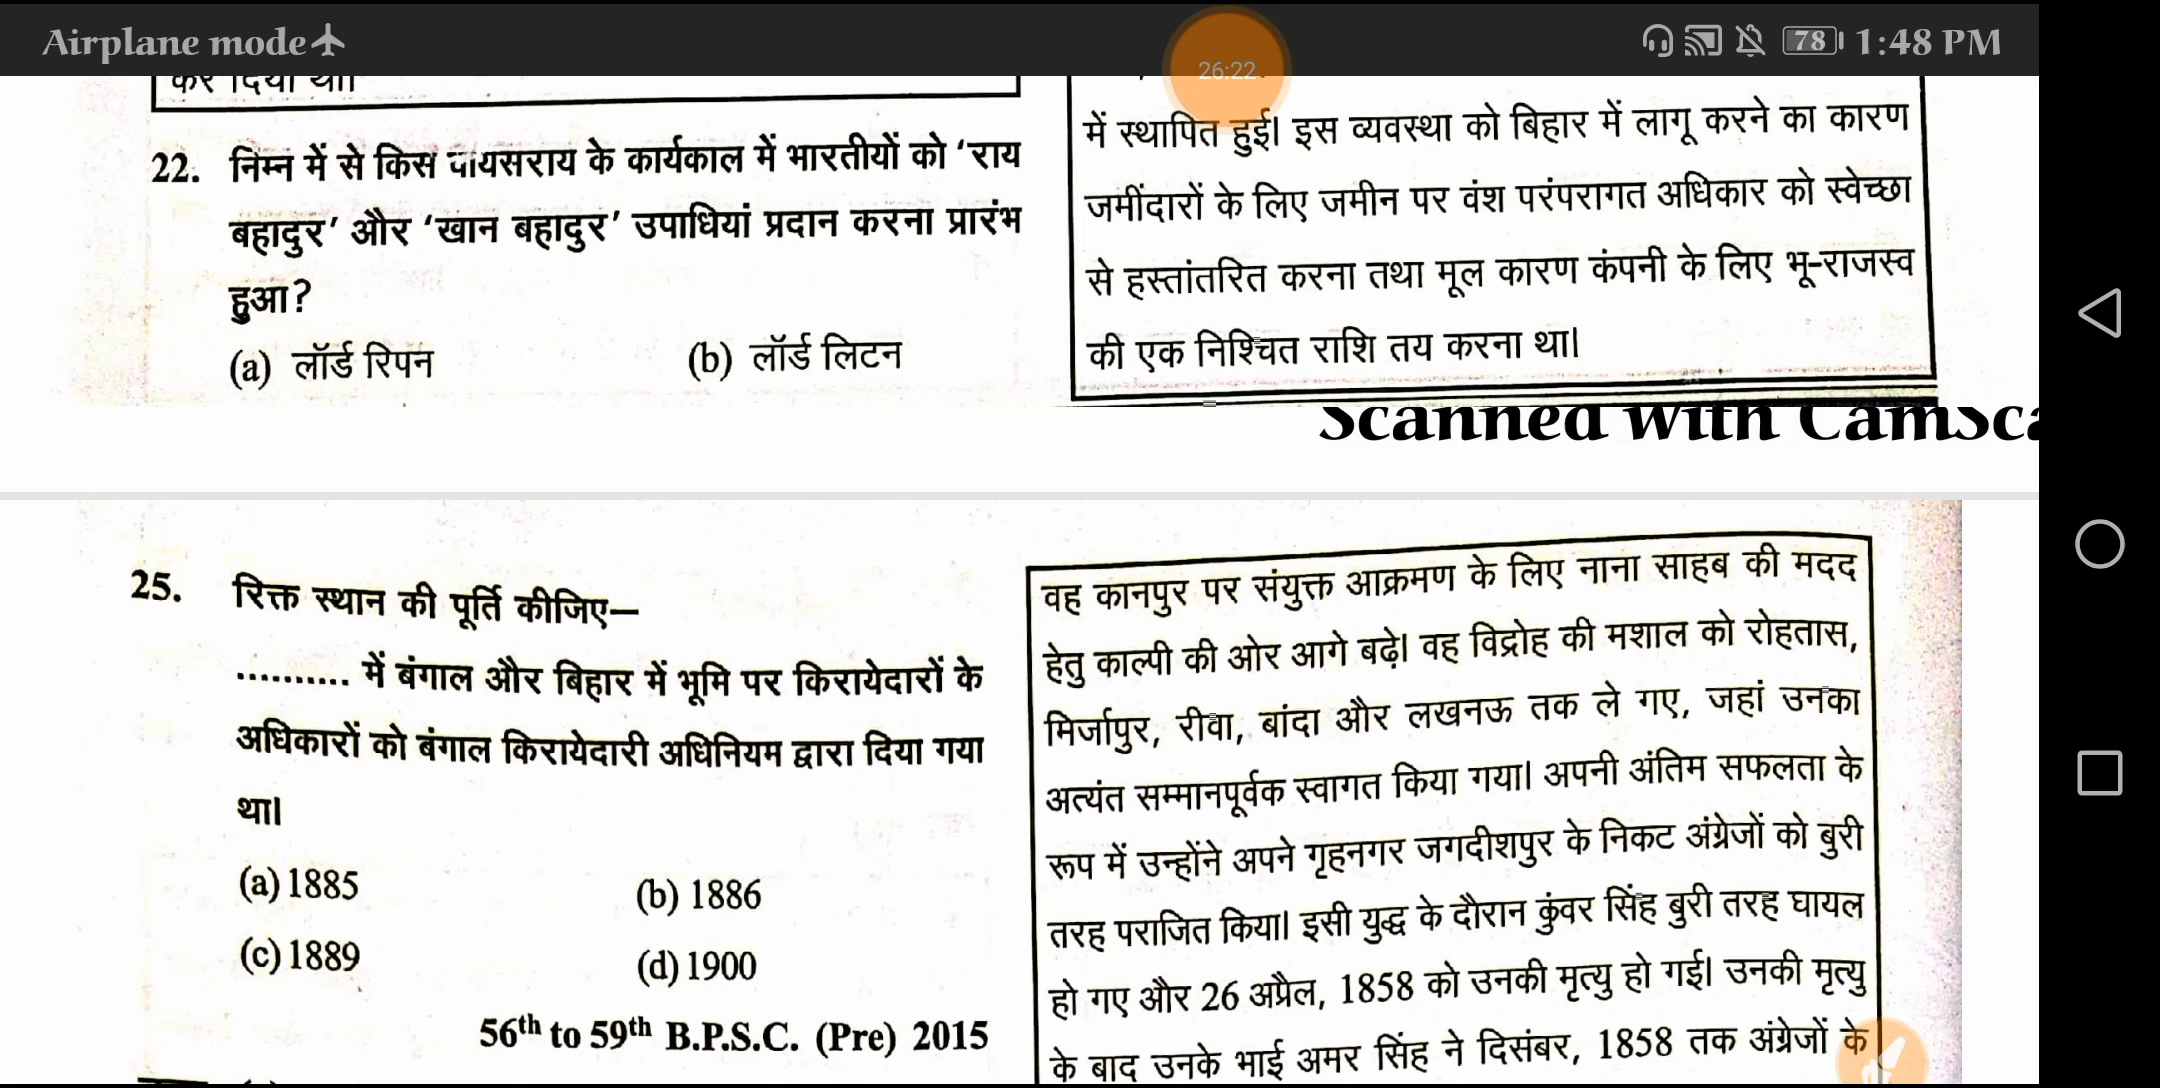 Airplane mode
26:22
78 1:48 PM
कर दिया था।
22. निम्न में से किस वायसराय के कार्यकाल में भारतीयों को ‘राय
बहादुर’ और ‘खान बहादुर’ उपाधियां प्रदान करना प्रारंभ
हुआ?
(a) लॉर्ड रिपन (b) लॉर्ड लिटन
में स्थापित हुई। इस व्यवस्था को बिहार में लागू करने का कारण
जमींदारों के लिए जमीन पर वंश परंपरागत अधिकार को स्वेच्छा
से हस्तांतरित करना तथा मूल कारण कंपनी के लिए भू-राजस्व
की एक निश्चित राशि तय करना था।
Scanned with CamSca
25. रिक्त स्थान की पूर्ति कीजिए—
.......... में बंगाल और बिहार में भूमि पर किरायेदारों के
अधिकारों को बंगाल किरायेदारी अधिनियम द्वारा दिया गया
था।
(a) 1885 (b) 1886
(c) 1889 (d) 1900
56th to 59th B.P.S.C. (Pre) 2015
वह कानपुर पर संयुक्त आक्रमण के लिए नाना साहब की मदद
हेतु काल्पी की ओर आगे बढ़े। वह विद्रोह की मशाल को रोहतास,
मिर्जापुर, रीवा, बांदा और लखनऊ तक ले गए, जहां उनका
अत्यंत सम्मानपूर्वक स्वागत किया गया। अपनी अंतिम सफलता के
रूप में उन्होंने अपने गृहनगर जगदीशपुर के निकट अंग्रेजों को बुरी
तरह पराजित किया। इसी युद्ध के दौरान कुंवर सिंह बुरी तरह घायल
हो गए और 26 अप्रैल, 1858 को उनकी मृत्यु हो गई। उनकी मृत्यु
के बाद उनके भाई अमर सिंह ने दिसंबर, 1858 तक अंग्रेजों के